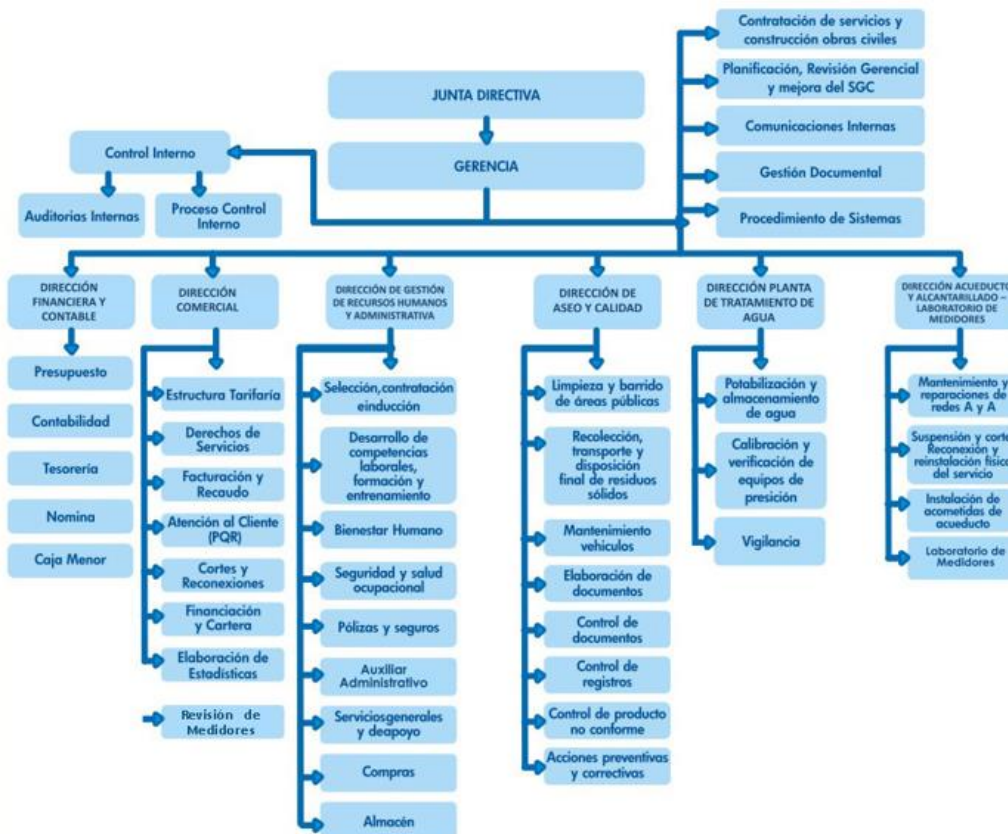 Contratación de servicios y
construcción obras civiles
Planificación, Revisión Gerencial
y mejora del SGC
Comunicaciones Internas
Gestión Documental
Procedimiento de Sistemas
JUNTA DIRECTIVA
GERENCIA
Control Interno
Auditorias Internas
Proceso Control
Interno
DIRECCIÓN
FINANCIERA Y
CONTABLE
Presupuesto
Contabilidad
Tesorería
Nomina
Caja Menor
DIRECCIÓN
COMERCIAL
Estructura Tarifaría
Derechos de
Servicios
Facturación y
Recaudo
Atención al Cliente
(PQR)
Cortes y
Reconexiones
Financiación
y Cartera
Elaboración de
Estadísticas
Revisión de
Medidores
DIRECCIÓN DE GESTIÓN
DE RECURSOS HUMANOS
Y ADMINISTRATIVA
Selección,contratación
einducción
Desarrollo de
competencias
laborales,
formación y
entrenamiento
Bienestar Humano
Seguridad y salud
ocupacional
Pólizas y seguros
Auxiliar
Administrativo
Serviciosgenerales
y deapoyo
Compras
Almacén
DIRECCIÓN DE
ASEO Y CALIDAD
Limpieza y barrido
de áreas públicas
Recolección,
transporte y
disposición
final de residuos
sólidos
Mantenimiento
vehículos
Elaboración de
documentos
Control de
documentos
Control de
registros
Control de producto
no conforme
Acciones preventivas
y correctivas
DIRECCIÓN PLANTA
DE TRATAMIENTO DE
AGUA
Potabilización y
almacenamiento
de agua
Calibración y
verificación de
equipos de
presición
Vigilancia
DIRECCIÓN ACUEDUCTO
Y ALCANTARILLADO –
LABORATORIO DE
MEDIDORES
Mantenimiento y
reparaciones de
redes A y A
Suspensión y corte
Reconexión y
reinstalación física
del servicio
Instalación de
acometidas de
acueducto
Laboratorio de
Medidores